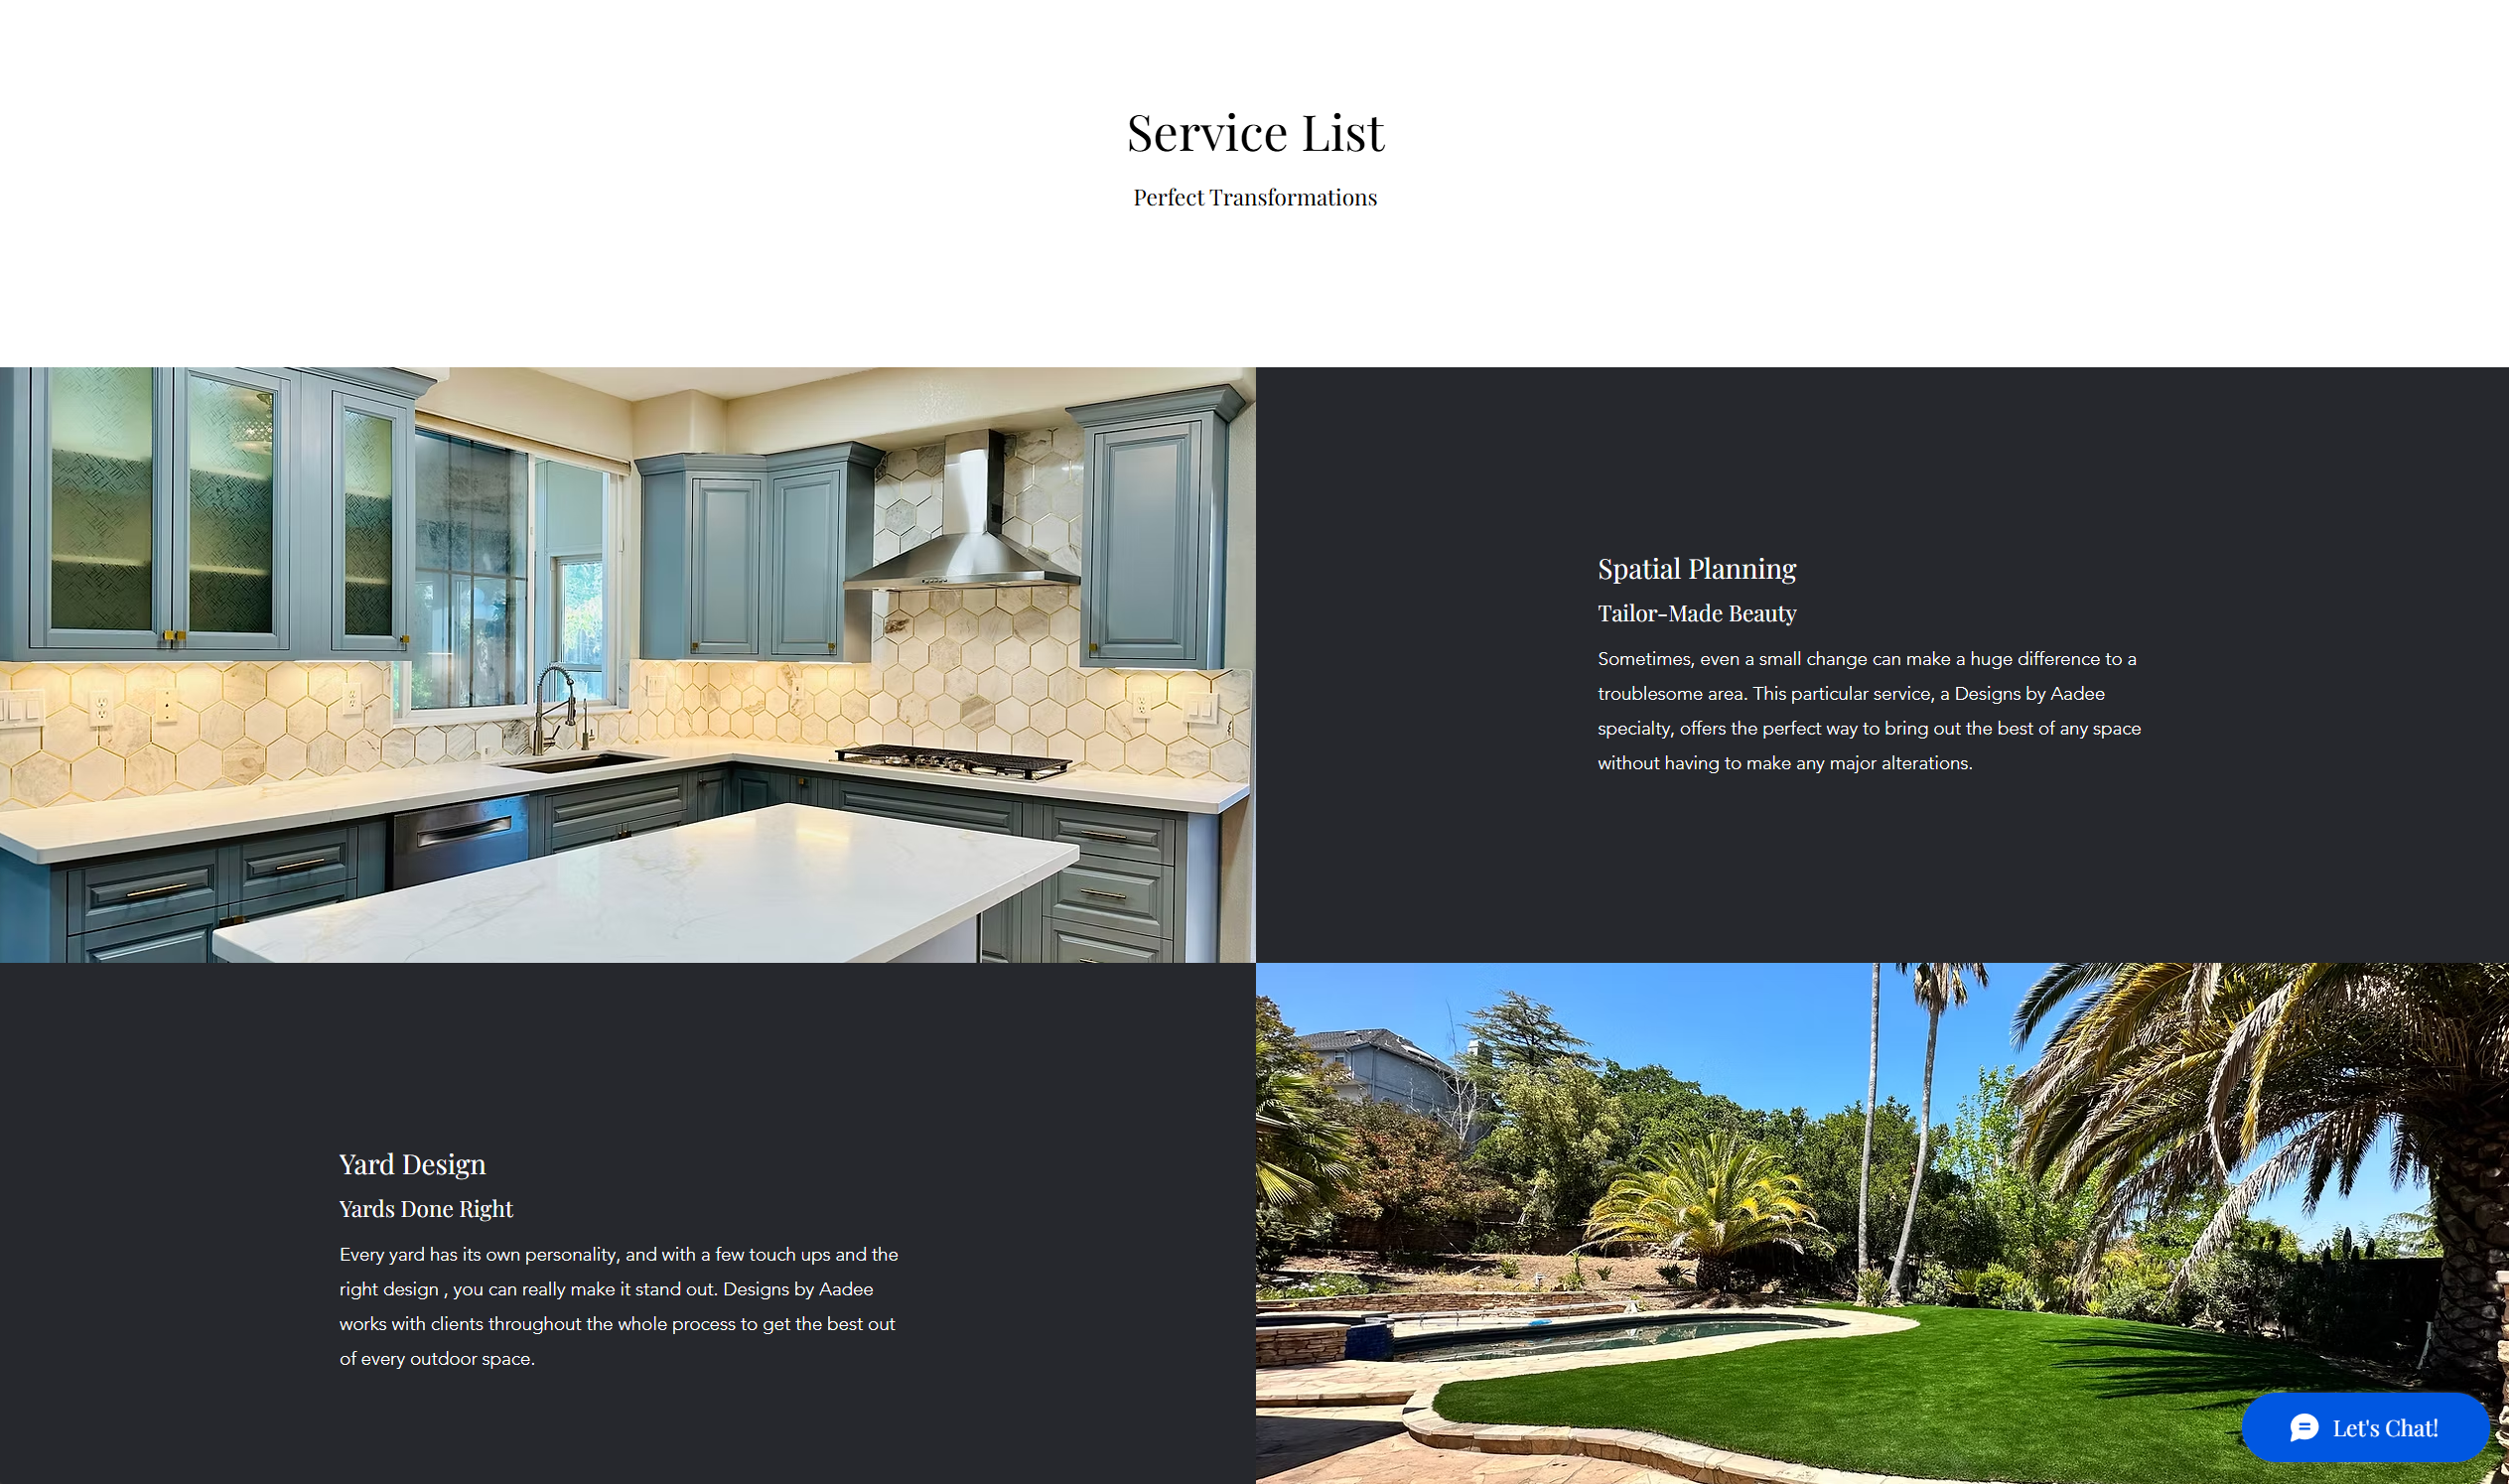 Service List
Perfect Transformations
Spatial Planning
Tailor-Made Beauty
Sometimes, even a small change can make a huge difference to a
troublesome area. This particular service, a Designs by Aadee
specialty, offers the perfect way to bring out the best of any space
without having to make any major alterations.
Yard Design
Yards Done Right
Every yard has its own personality, and with a few touch ups and the
right design , you can really make it stand out. Designs by Aadee
works with clients throughout the whole process to get the best out
of every outdoor space.
Let's Chat!